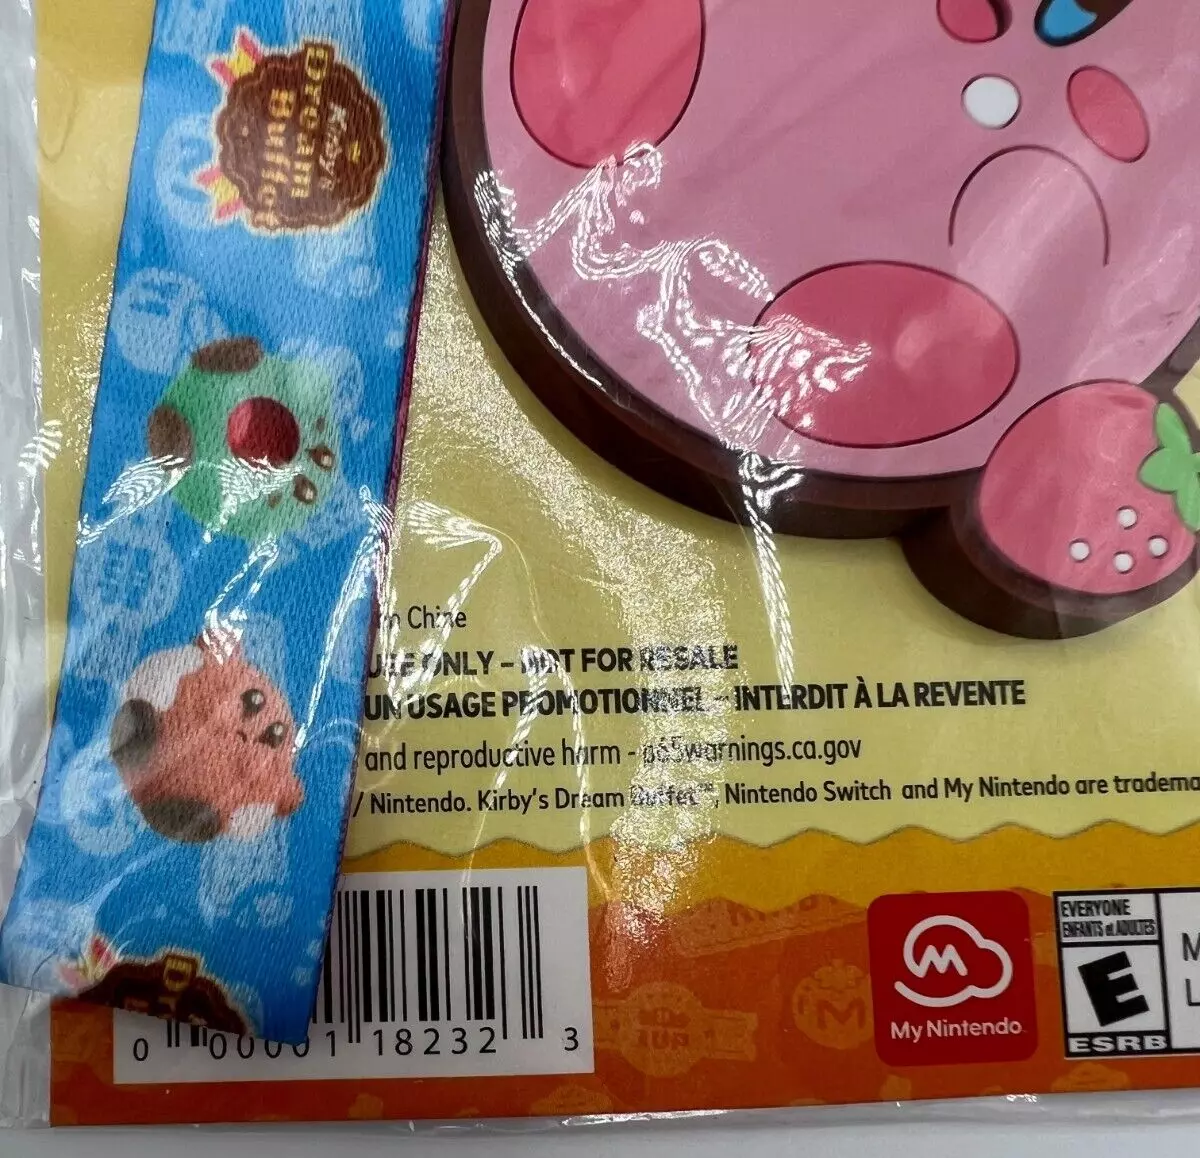 Kirby's
Dream
Buffet
Chine
ONLY – NOT FOR RESALE
UN USAGE PROMOTIONNEL – INTERDIT À LA REVENTE
and reproductive harm - p65warnings.ca.gov
/ Nintendo. Kirby's Dream Buffet™, Nintendo Switch and My Nintendo are tradema
0 00001 18232 3
My Nintendo
EVERYONE
ENFANTS et ADULTES
E
ESRB
M
L
1UP